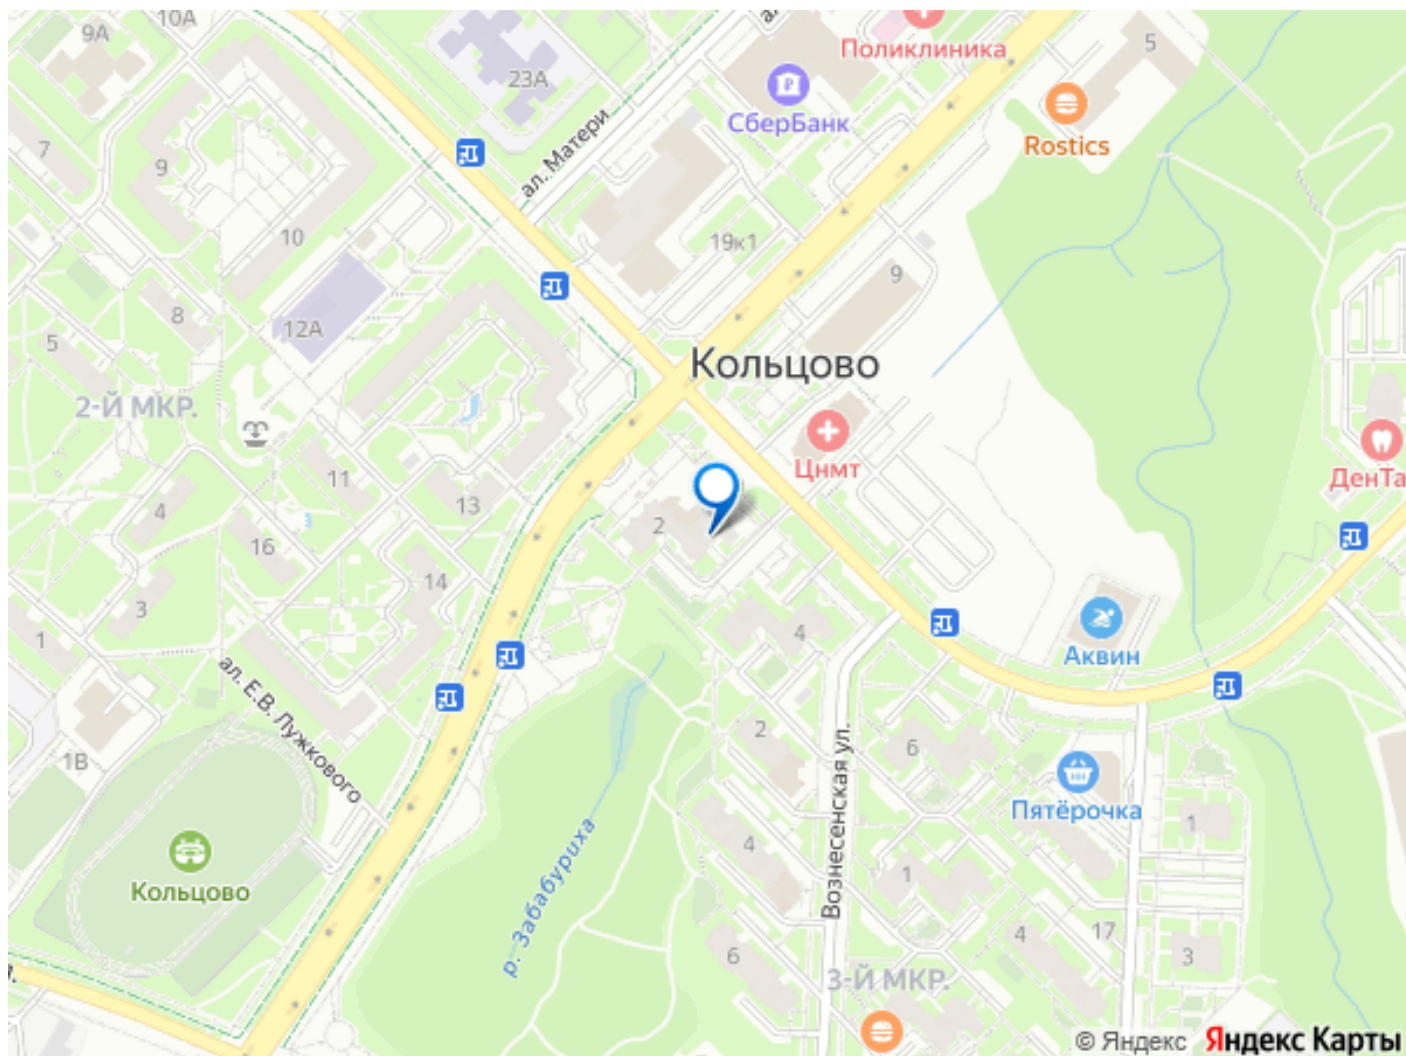 10А
9А
Поликлиника
5
23А
СберБанк
Rostics
7
9
ал. Матери
10
19к1
9
8
12А
5
Кольцово
2-Й МКР.
11
13
Цнмт
ДенТа
4
2
16
14
3
1
4
Аквин
ал. Е.В. Лужкового
2
6
1В
Вознесенская ул.
Пятёрочка
1
4
р. Забабуриха
Кольцово
1
4
17
6
3
3-Й МКР.
© Яндекс Яндекс Карты